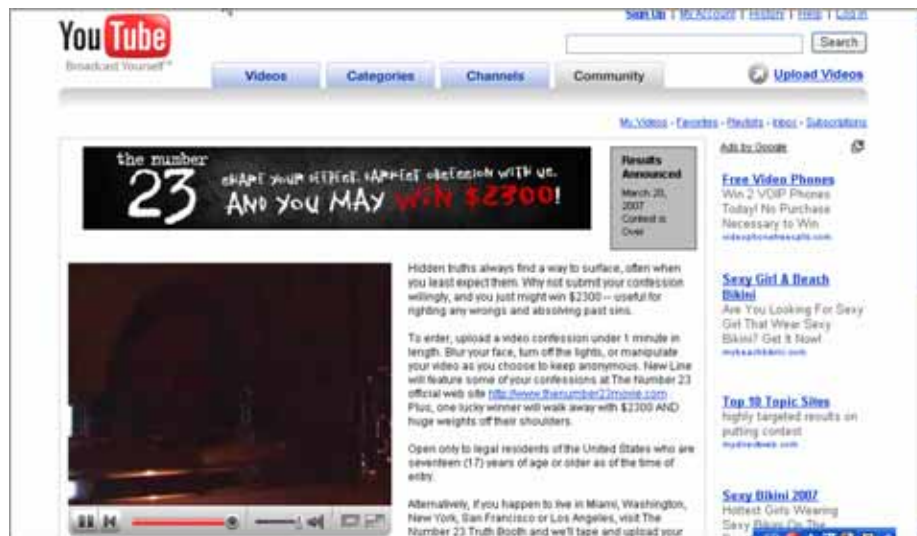 Sign Up | My Account | History | Help | Log In
You Tube
Broadcast Yourself™
Search
Videos
Categories
Channels
Community
Upload Videos
My Videos - Favorites - Playlists - Inbox - Subscriptions
the number
23
SHARE YOUR DEEPEST, DARKEST OBSESSION WITH US.
AND YOU MAY WIN $2300!
Results
Announced
March 20,
2007
Contest is
Over
Hidden truths always find a way to surface, often when
you least expect them. Why not submit your confession
willingly, and you just might win $2300 -- useful for
righting any wrongs and absolving past sins.
To enter, upload a video confession under 1 minute in
length. Blur your face, turn off the lights, or manipulate
your video as you choose to keep anonymous. New Line
will feature some of your confessions at The Number 23
official web site http://www.thenumber23movie.com
Plus, one lucky winner will walk away with $2300 AND
huge weights off their shoulders.
Open only to legal residents of the United States who are
seventeen (17) years of age or older as of the time of
entry.
Alternatively, if you happen to live in Miami, Washington,
New York, San Francisco or Los Angeles, visit The
Number 23 Truth Booth and we'll tape and upload your
Ads by Google
Free Video Phones
Win 2 VOIP Phones
Today! No Purchase
Necessary to Win
videophonefreecalls.com
Sexy Girl & Beach
Bikini
Are You Looking For Sexy
Girl That Wear Sexy
Bikini? Get It Now!
mybeachbikini.com
Top 10 Topic Sites
highly targeted results on
putting contest
mydirectweb.com
Sexy Bikini 2007
Hottest Girls Wearing
Sexy Bikini On The